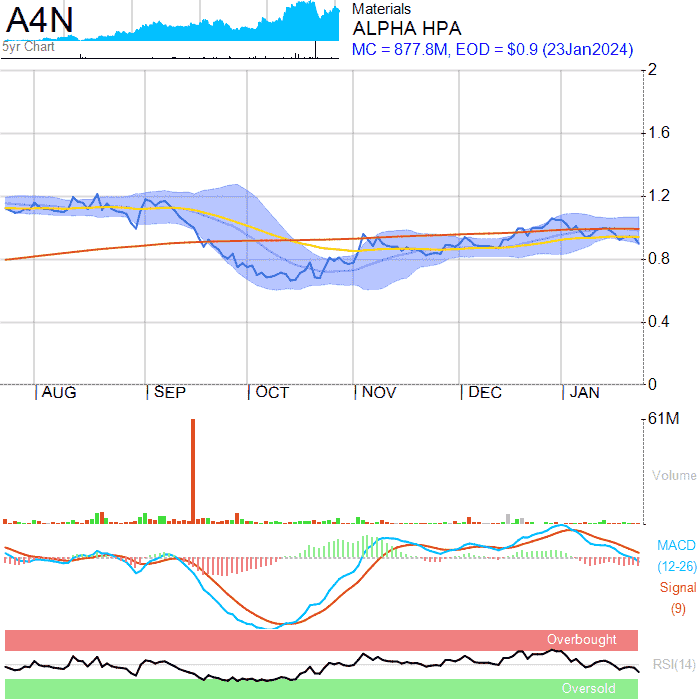 A4N
5yr Chart
Materials
ALPHA HPA
MC = 877.8M, EOD = $0.9 (23Jan2024)
2
1.6
1.2
0.8
0.4
0
AUG SEP OCT NOV DEC JAN
61M
Volume
MACD
(12-26)
Signal
(9)
Overbought
RSI(14)
Oversold